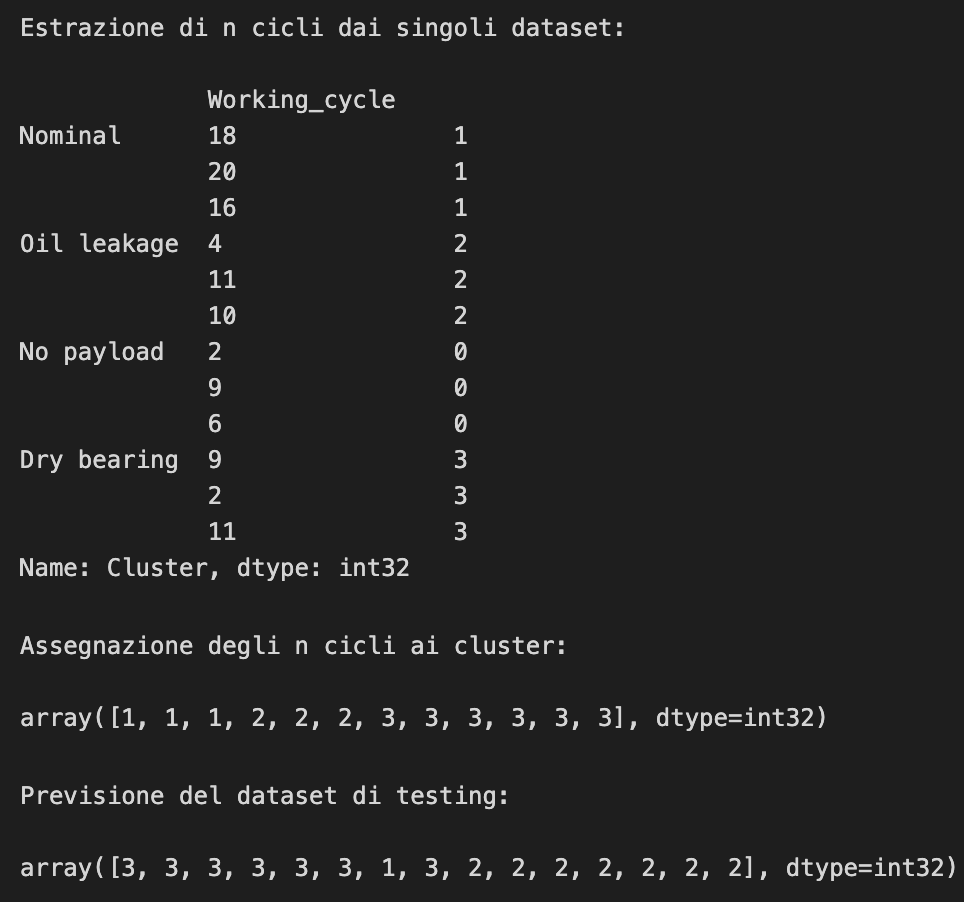 Estrazione di n cicli dai singoli dataset:
Working_cycle
Nominal 18 1
20 1
16 1
Oil leakage 4 2
11 2
10 2
No payload 2 0
9 0
6 0
Dry bearing 9 3
2 3
11 3
Name: Cluster, dtype: int32
Assegnazione degli n cicli ai cluster:
array([1, 1, 1, 2, 2, 2, 3, 3, 3, 3, 3, 3], dtype=int32)
Previsione del dataset di testing:
array([3, 3, 3, 3, 3, 3, 1, 3, 2, 2, 2, 2, 2, 2, 2], dtype=int32)